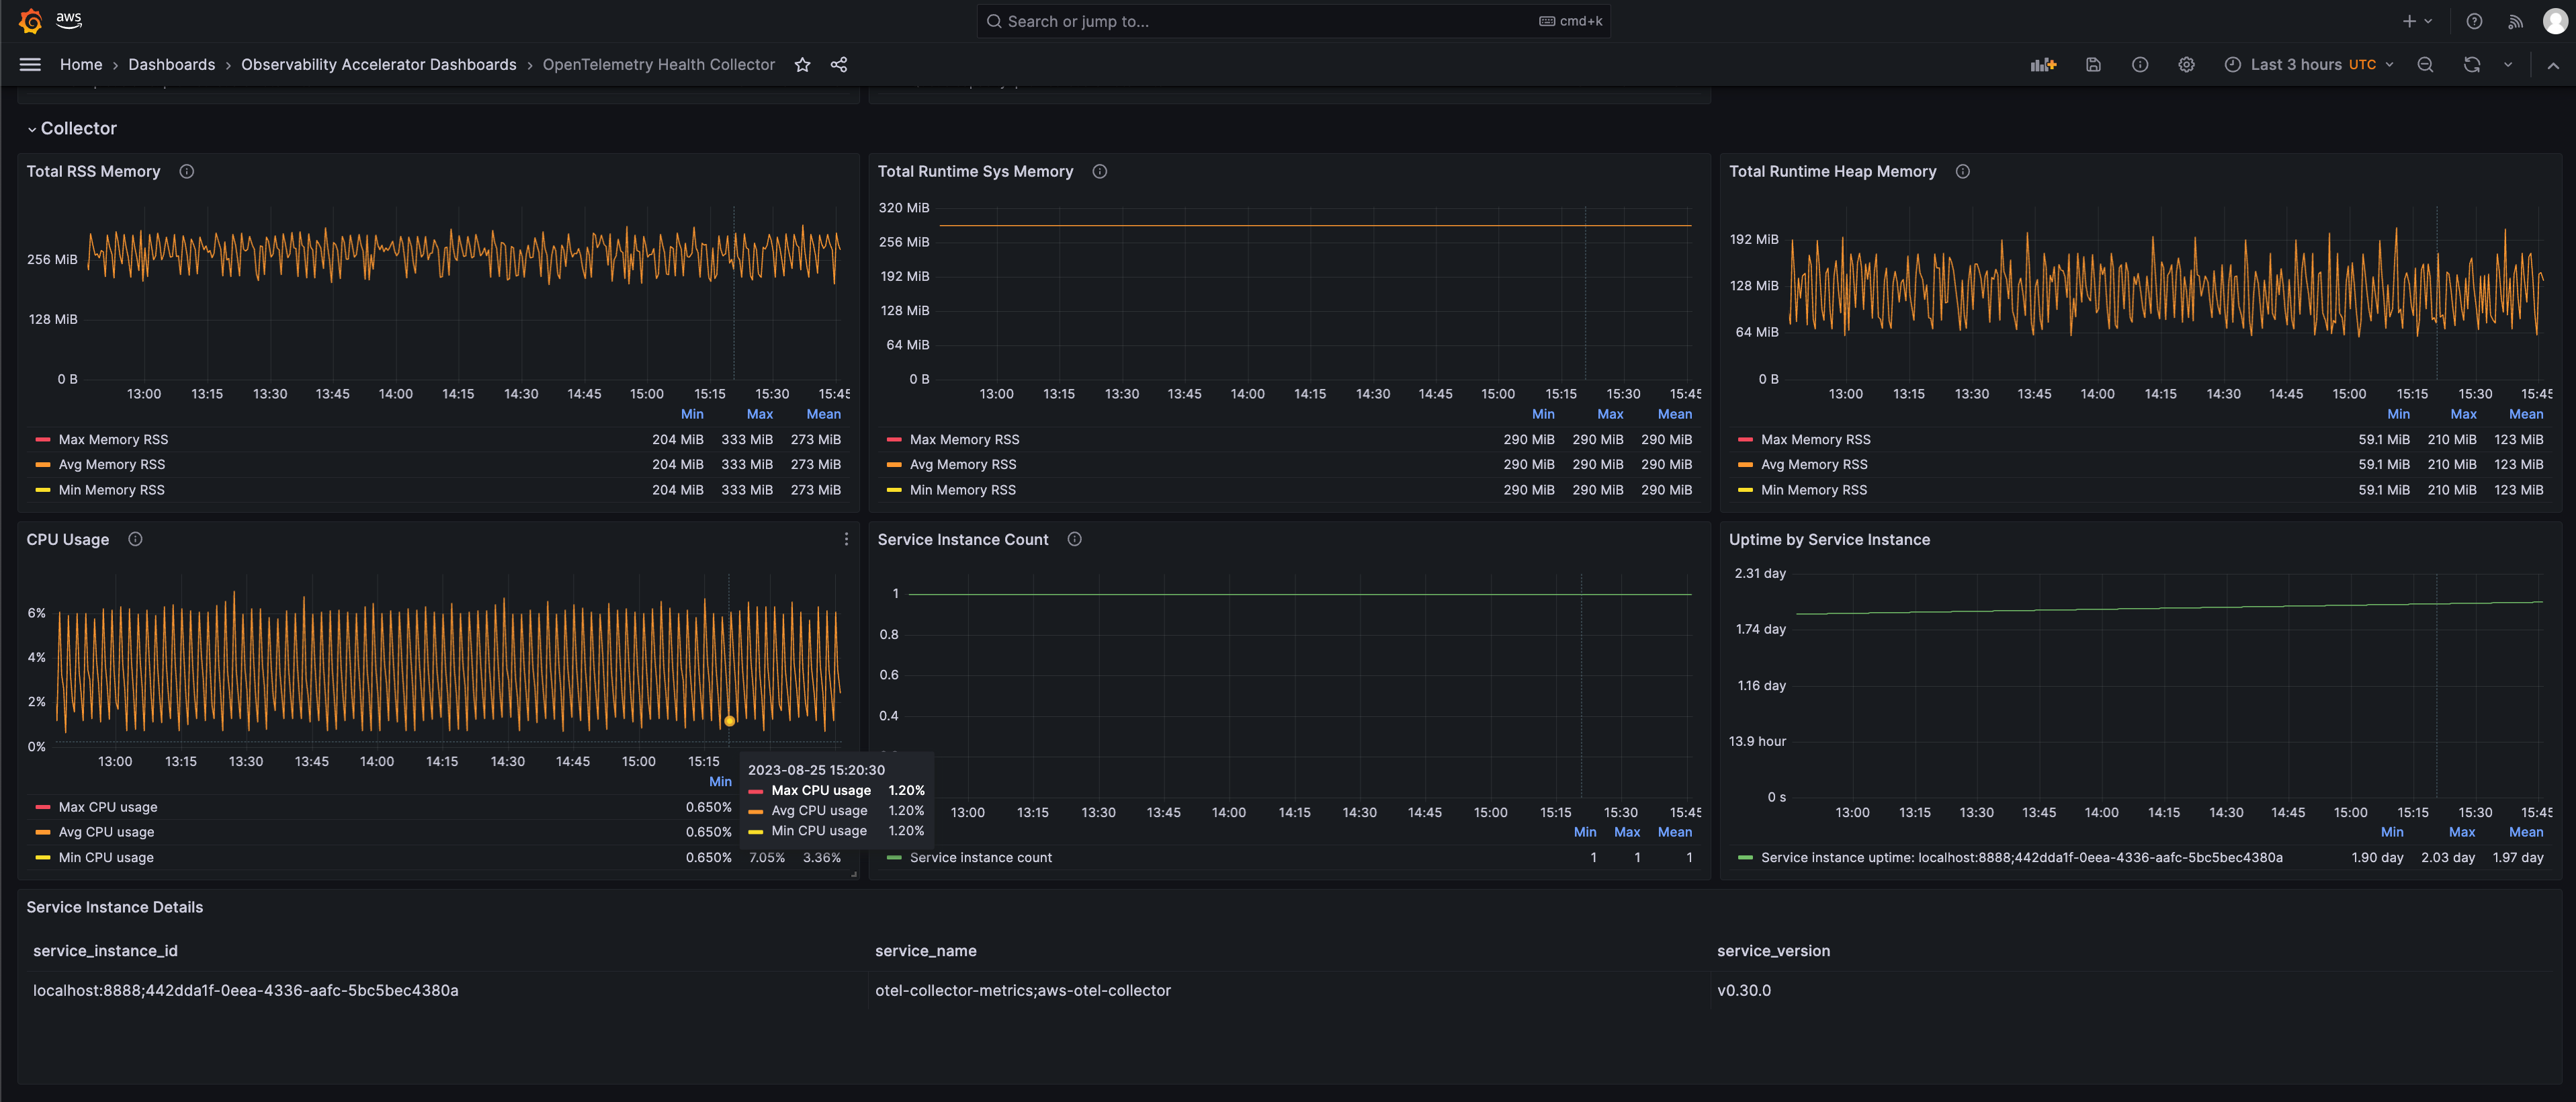 aws
Search or jump to...
cmd+k
Home
Dashboards
Observability Accelerator Dashboards
OpenTelemetry Health Collector
Last 3 hours UTC
Collector
Total RSS Memory
256 MiB
128 MiB
0 B
13:00 13:15 13:30 13:45 14:00 14:15 14:30 14:45 15:00 15:15 15:30 15:45
Min Max Mean
Max Memory RSS 204 MiB 333 MiB 273 MiB
Avg Memory RSS 204 MiB 333 MiB 273 MiB
Min Memory RSS 204 MiB 333 MiB 273 MiB
Total Runtime Sys Memory
320 MiB
256 MiB
192 MiB
128 MiB
64 MiB
0 B
13:00 13:15 13:30 13:45 14:00 14:15 14:30 14:45 15:00 15:15 15:30 15:45
Min Max Mean
Max Memory RSS 290 MiB 290 MiB 290 MiB
Avg Memory RSS 290 MiB 290 MiB 290 MiB
Min Memory RSS 290 MiB 290 MiB 290 MiB
Total Runtime Heap Memory
192 MiB
128 MiB
64 MiB
0 B
13:00 13:15 13:30 13:45 14:00 14:15 14:30 14:45 15:00 15:15 15:30 15:45
Min Max Mean
Max Memory RSS 59.1 MiB 210 MiB 123 MiB
Avg Memory RSS 59.1 MiB 210 MiB 123 MiB
Min Memory RSS 59.1 MiB 210 MiB 123 MiB
CPU Usage
6%
4%
2%
0%
13:00 13:15 13:30 13:45 14:00 14:15 14:30 14:45 15:00 15:15
Min
Max CPU usage 0.650%
Avg CPU usage 0.650%
Min CPU usage 0.650% 7.05% 3.36%
2023-08-25 15:20:30
Max CPU usage 1.20%
Avg CPU usage 1.20%
Min CPU usage 1.20%
Service Instance Count
1
0.8
0.6
0.4
13:00 13:15 13:30 13:45 14:00 14:15 14:30 14:45 15:00 15:15 15:30 15:45
Min Max Mean
Service instance count 1 1 1
Uptime by Service Instance
2.31 day
1.74 day
1.16 day
13.9 hour
0 s
13:00 13:15 13:30 13:45 14:00 14:15 14:30 14:45 15:00 15:15 15:30 15:45
Min Max Mean
Service instance uptime: localhost:8888;442dda1f-0eea-4336-aafc-5bc5bec4380a 1.90 day 2.03 day 1.97 day
Service Instance Details
service_instance_id service_name service_version
localhost:8888;442dda1f-0eea-4336-aafc-5bc5bec4380a otel-collector-metrics;aws-otel-collector v0.30.0